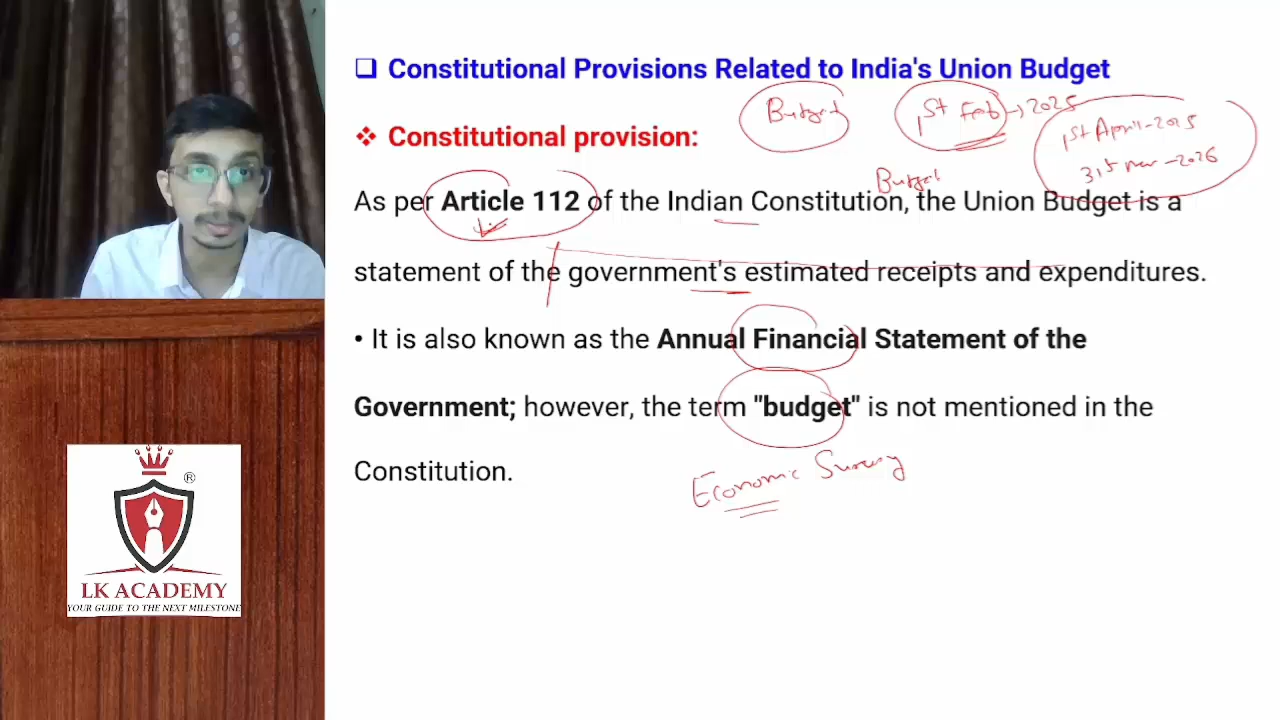 ❑ Constitutional Provisions Related to India's Union Budget
Budget
1st Feb → 2025
1st April - 2025
31st mar - 2026
❖ Constitutional provision:
Budget
As per Article 112 of the Indian Constitution, the Union Budget is a
statement of the government's estimated receipts and expenditures.
• It is also known as the Annual Financial Statement of the
Government; however, the term "budget" is not mentioned in the
Constitution.
Economic Survey
®
LK ACADEMY
YOUR GUIDE TO THE NEXT MILESTONE